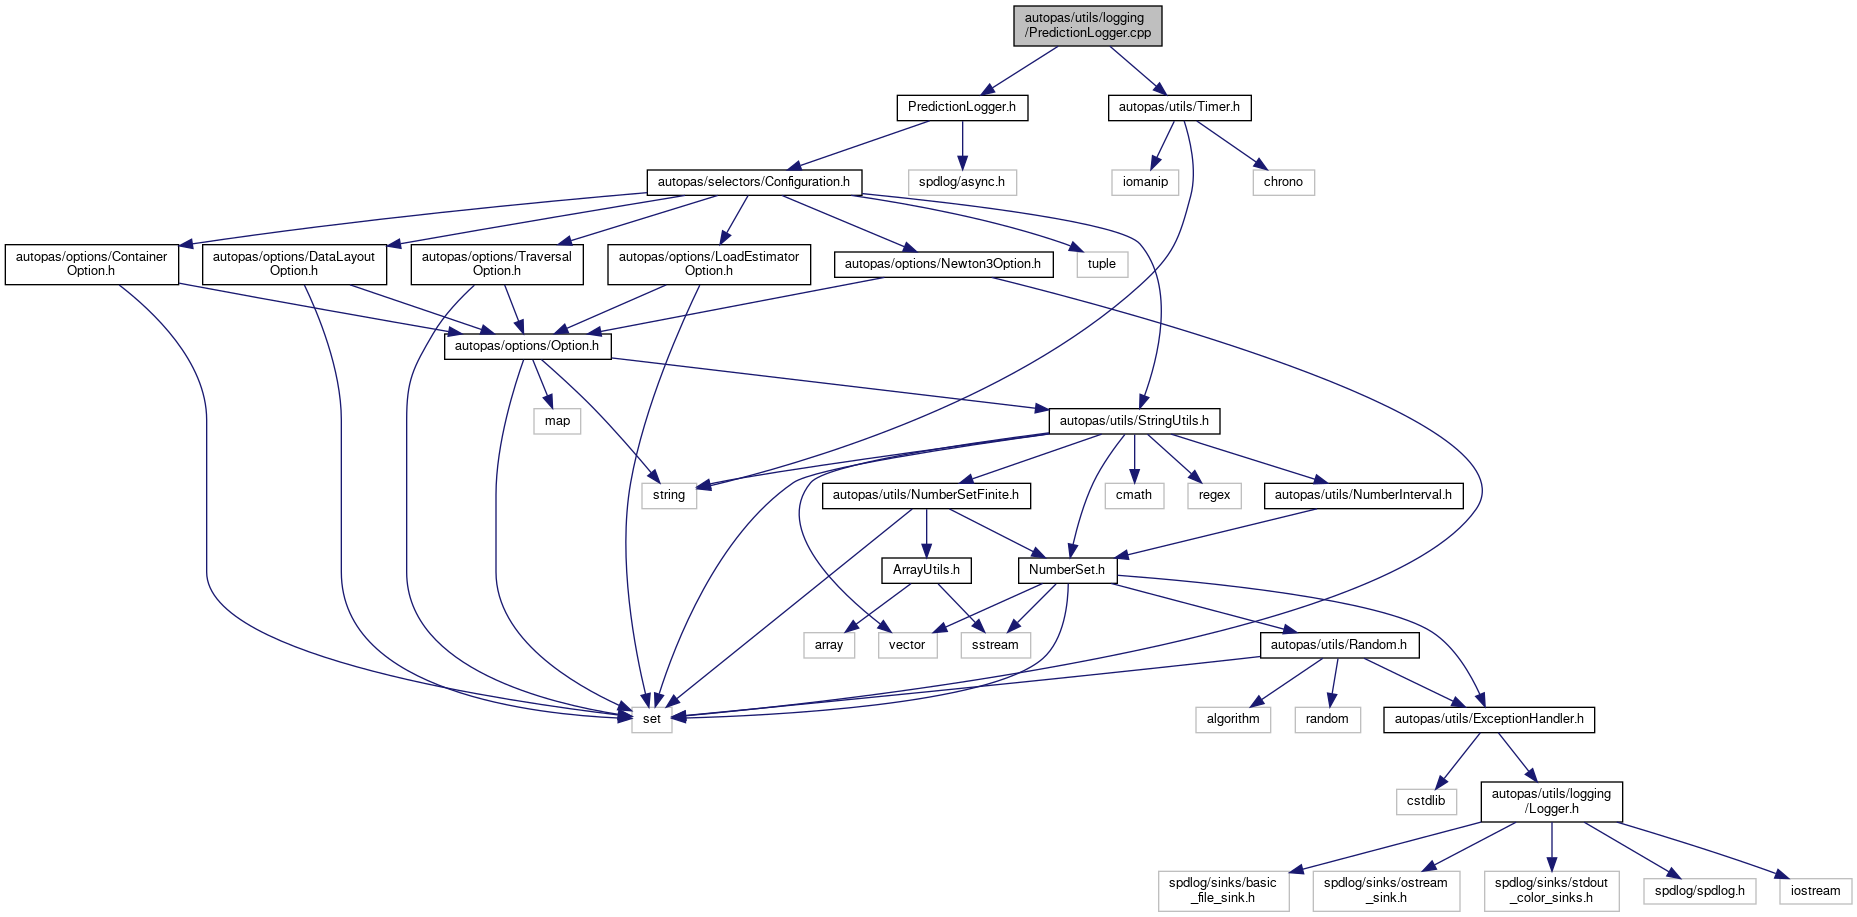 autopas/utils/logging
/PredictionLogger.cpp
PredictionLogger.h
autopas/utils/Timer.h
autopas/selectors/Configuration.h
spdlog/async.h
iomanip
chrono
autopas/options/Container
Option.h
autopas/options/DataLayout
Option.h
autopas/options/Traversal
Option.h
autopas/options/LoadEstimator
Option.h
autopas/options/Newton3Option.h
tuple
autopas/options/Option.h
map
autopas/utils/StringUtils.h
string
autopas/utils/NumberSetFinite.h
cmath
regex
autopas/utils/NumberInterval.h
ArrayUtils.h
NumberSet.h
array
vector
sstream
autopas/utils/Random.h
set
algorithm
random
autopas/utils/ExceptionHandler.h
cstdlib
autopas/utils/logging
/Logger.h
spdlog/sinks/basic
_file_sink.h
spdlog/sinks/ostream
_sink.h
spdlog/sinks/stdout
_color_sinks.h
spdlog/spdlog.h
iostream